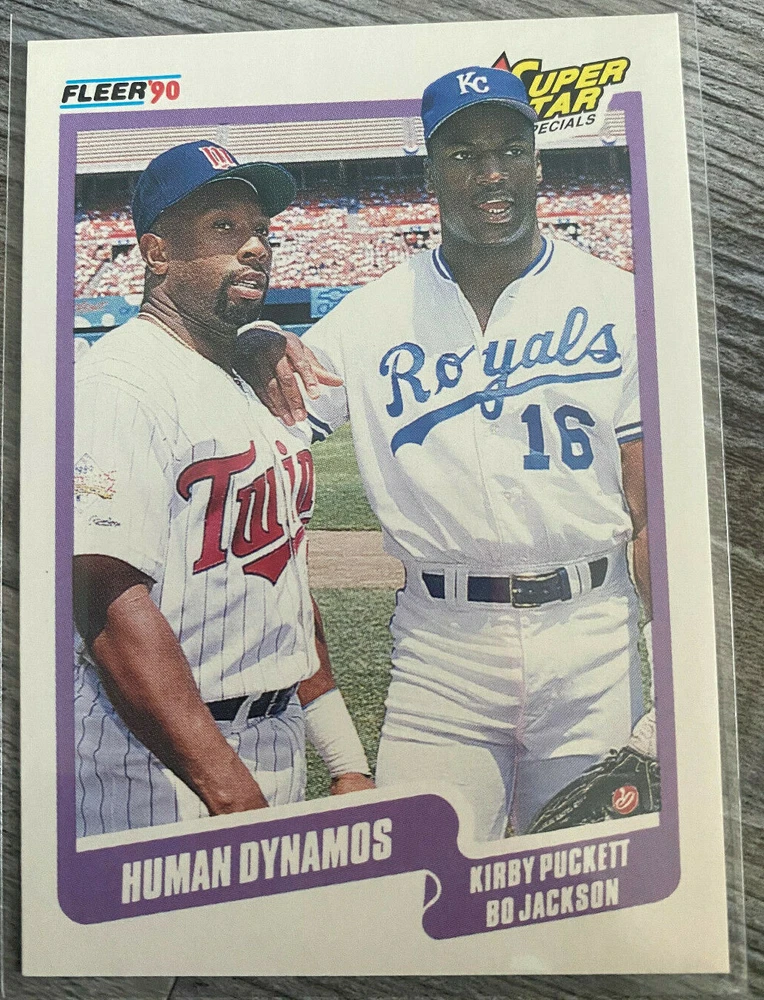 FLEER '90
SUPER
STAR
SPECIALS
KC
M
Royals
16
Twins
HUMAN DYNAMOS
KIRBY PUCKETT
BO JACKSON